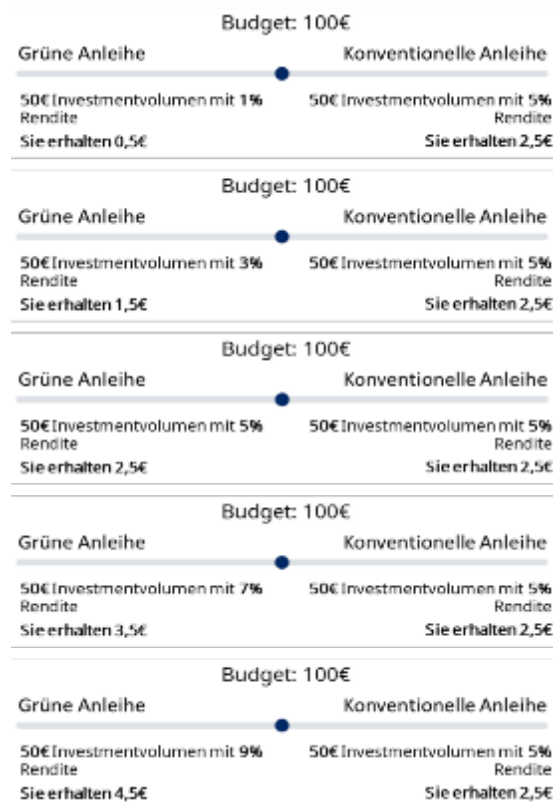 Budget: 100€
Grüne Anleihe Konventionelle Anleihe
50€ Investmentvolumen mit 1% 50€ Investmentvolumen mit 5%
Rendite Rendite
Sie erhalten 0,5€ Sie erhalten 2,5€
Budget: 100€
Grüne Anleihe Konventionelle Anleihe
50€ Investmentvolumen mit 3% 50€ Investmentvolumen mit 5%
Rendite Rendite
Sie erhalten 1,5€ Sie erhalten 2,5€
Budget: 100€
Grüne Anleihe Konventionelle Anleihe
50€ Investmentvolumen mit 5% 50€ Investmentvolumen mit 5%
Rendite Rendite
Sie erhalten 2,5€ Sie erhalten 2,5€
Budget: 100€
Grüne Anleihe Konventionelle Anleihe
50€ Investmentvolumen mit 7% 50€ Investmentvolumen mit 5%
Rendite Rendite
Sie erhalten 3,5€ Sie erhalten 2,5€
Budget: 100€
Grüne Anleihe Konventionelle Anleihe
50€ Investmentvolumen mit 9% 50€ Investmentvolumen mit 5%
Rendite Rendite
Sie erhalten 4,5€ Sie erhalten 2,5€